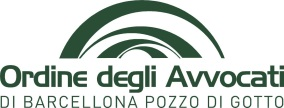 Ordine degli Avvocati
DI BARCELLONA POZZO DI GOTTO